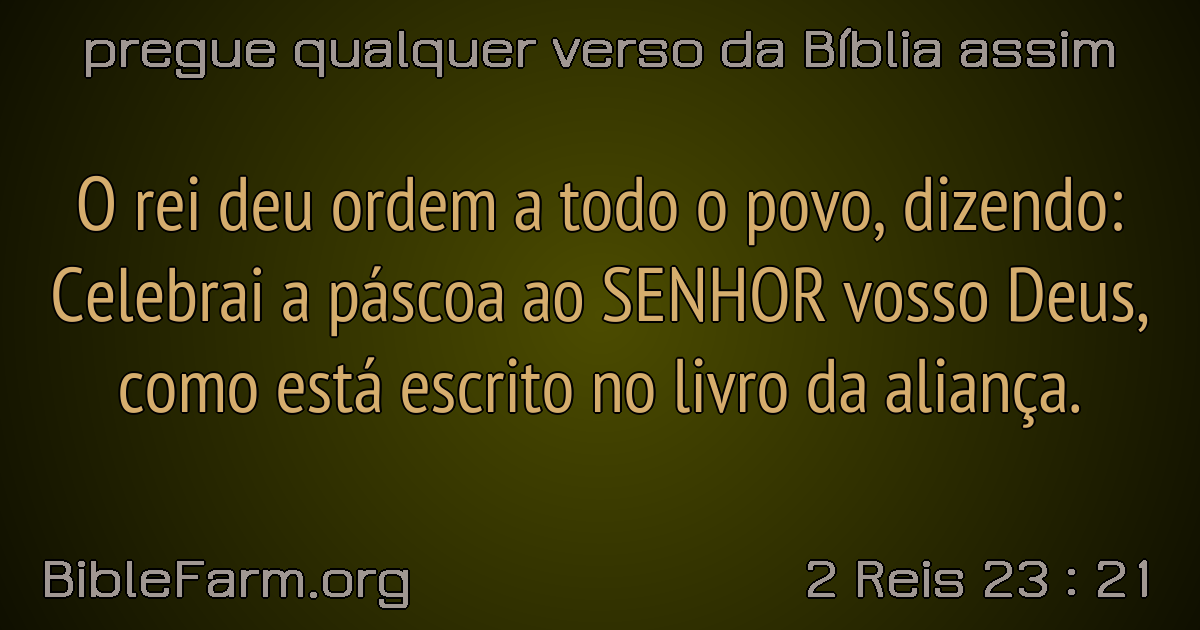 pregue qualquer verso da Bíblia assim
O rei deu ordem a todo o povo, dizendo:
Celebrai a páscoa ao SENHOR vosso Deus,
como está escrito no livro da aliança.
BibleFarm.org
2 Reis 23 : 21